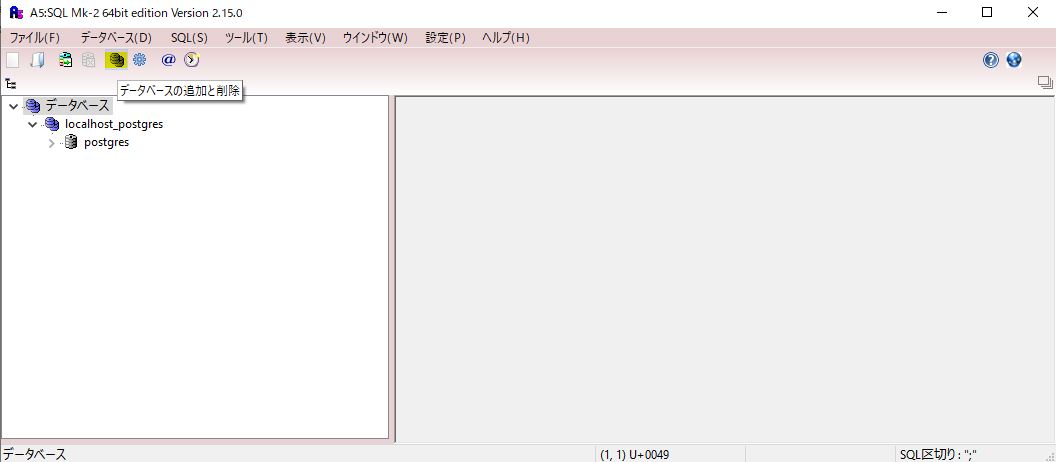 A5:SQL Mk-2 64bit edition Version 2.15.0
ファイル(F) データベース(D) SQL(S) ツール(T) 表示(V) ウインドウ(W) 設定(P) ヘルプ(H)
データベースの追加と削除
データベース
localhost_postgres
postgres
データベース (1, 1) U+0049 SQL区切り : ";"